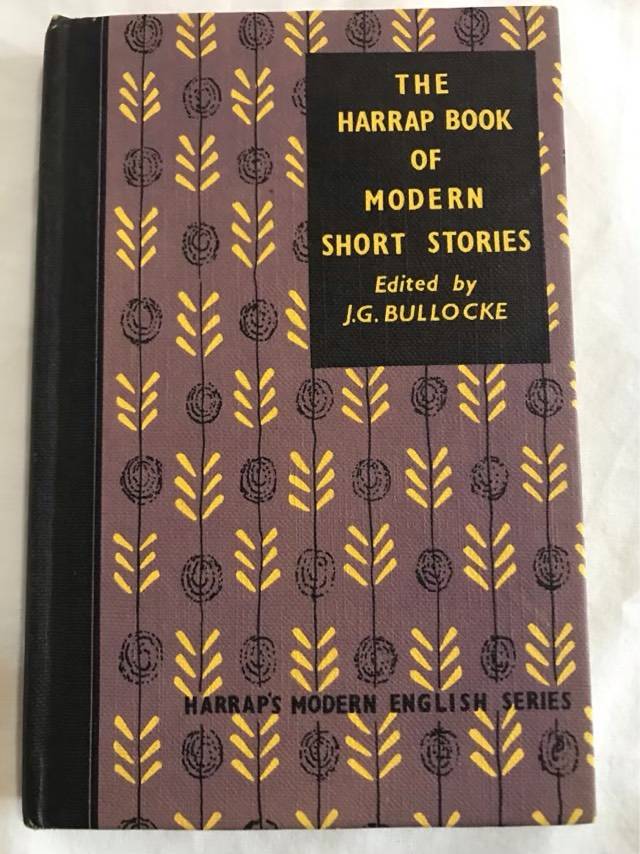 THE
HARRAP BOOK
OF
MODERN
SHORT STORIES
Edited by
J.G. BULLOCKE
HARRAP'S MODERN ENGLISH SERIES